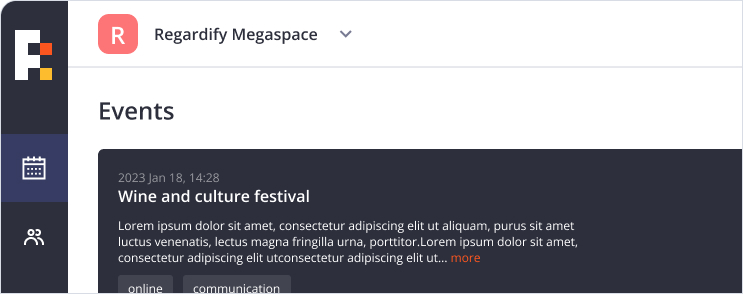 R
Regardify Megaspace
Events
2023 Jan 18, 14:28
Wine and culture festival
Lorem ipsum dolor sit amet, consectetur adipiscing elit ut aliquam, purus sit amet
luctus venenatis, lectus magna fringilla urna, porttitor.Lorem ipsum dolor sit amet,
consectetur adipiscing elit utconsectetur adipiscing elit ut... more
online communication